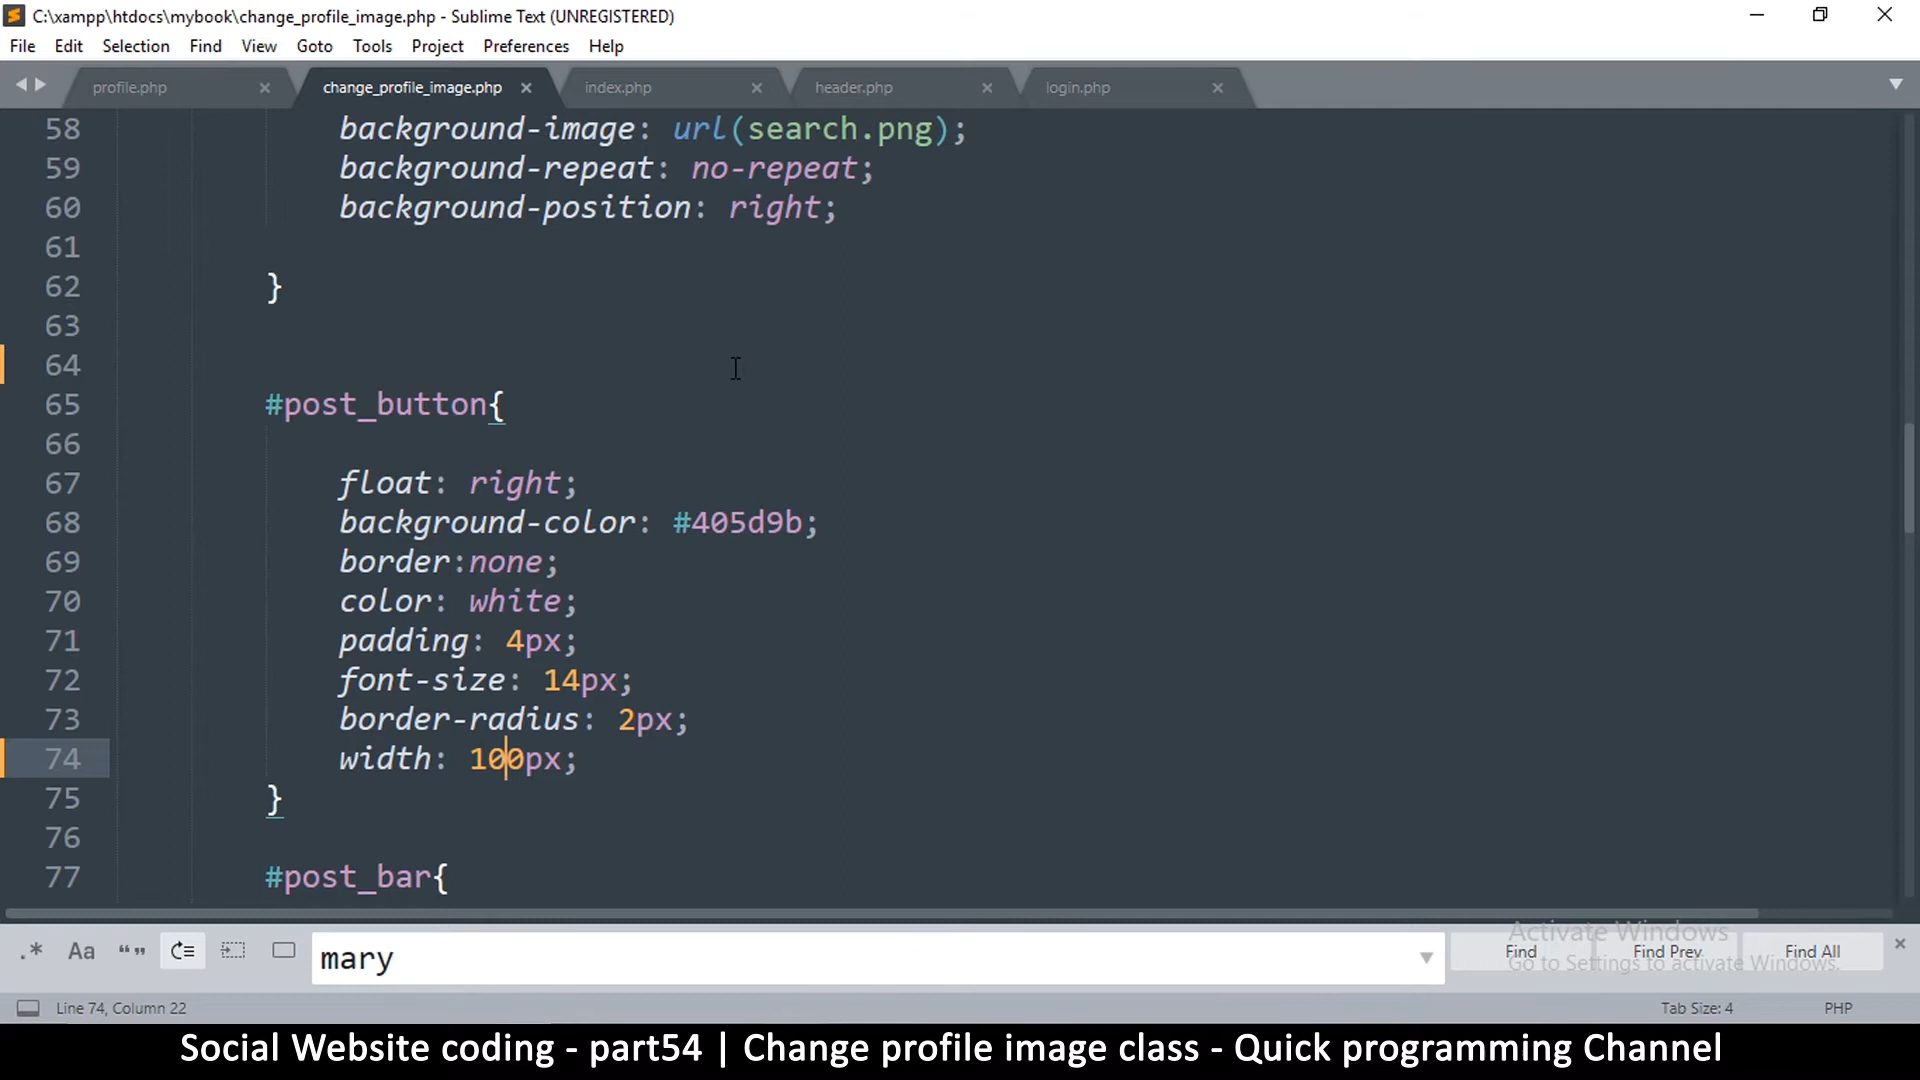 C:\xampp\htdocs\mybook\change_profile_image.php - Sublime Text (UNREGISTERED)
File Edit Selection Find View Goto Tools Project Preferences Help
profile.php change_profile_image.php index.php header.php login.php
58 background-image: url(search.png);
59 background-repeat: no-repeat;
60 background-position: right;
61
62 }
63
64
65 #post_button{
66
67 float: right;
68 background-color: #405d9b;
69 border:none;
70 color: white;
71 padding: 4px;
72 font-size: 14px;
73 border-radius: 2px;
74 width: 100px;
75 }
76
77 #post_bar{
Activate Windows
Go to Settings to activate Windows.
.* Aa “” mary Find Find Prev Find All
Line 74, Column 22 Tab Size: 4 PHP
Social Website coding - part54 | Change profile image class - Quick programming Channel